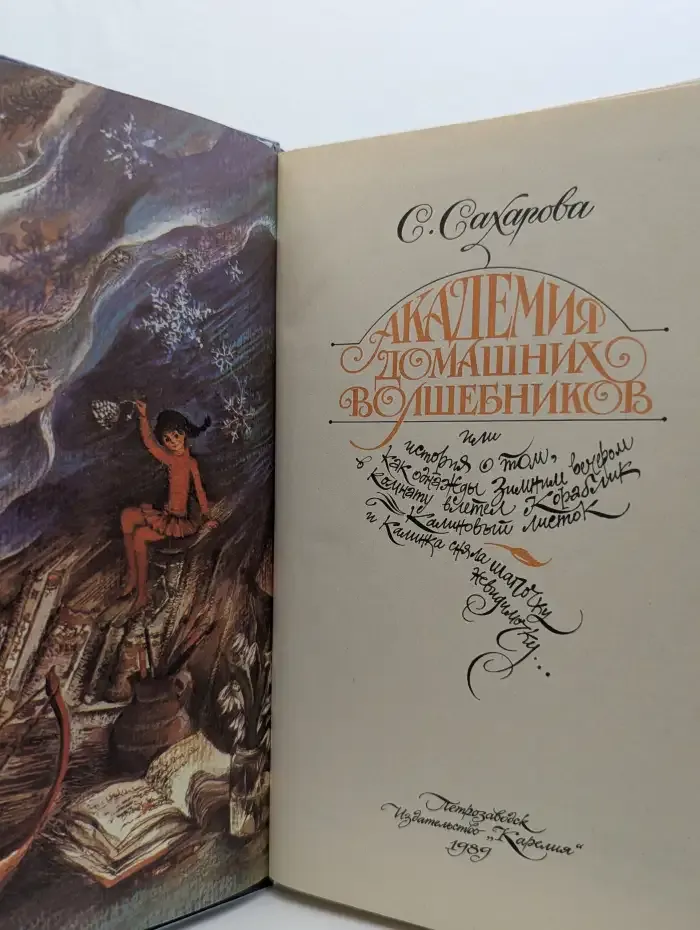 С. Сахарова
АКАДЕМИЯ
ДОМАШНИХ
ВОЛШЕБНИКОВ
или
история о том,
как однажды зимним вечером
в комнату влетел Кораблик
Калиновый листок
и Калинка сняла шапочку
невидимочку...
Петрозаводск
Издательство „Карелия“
1989